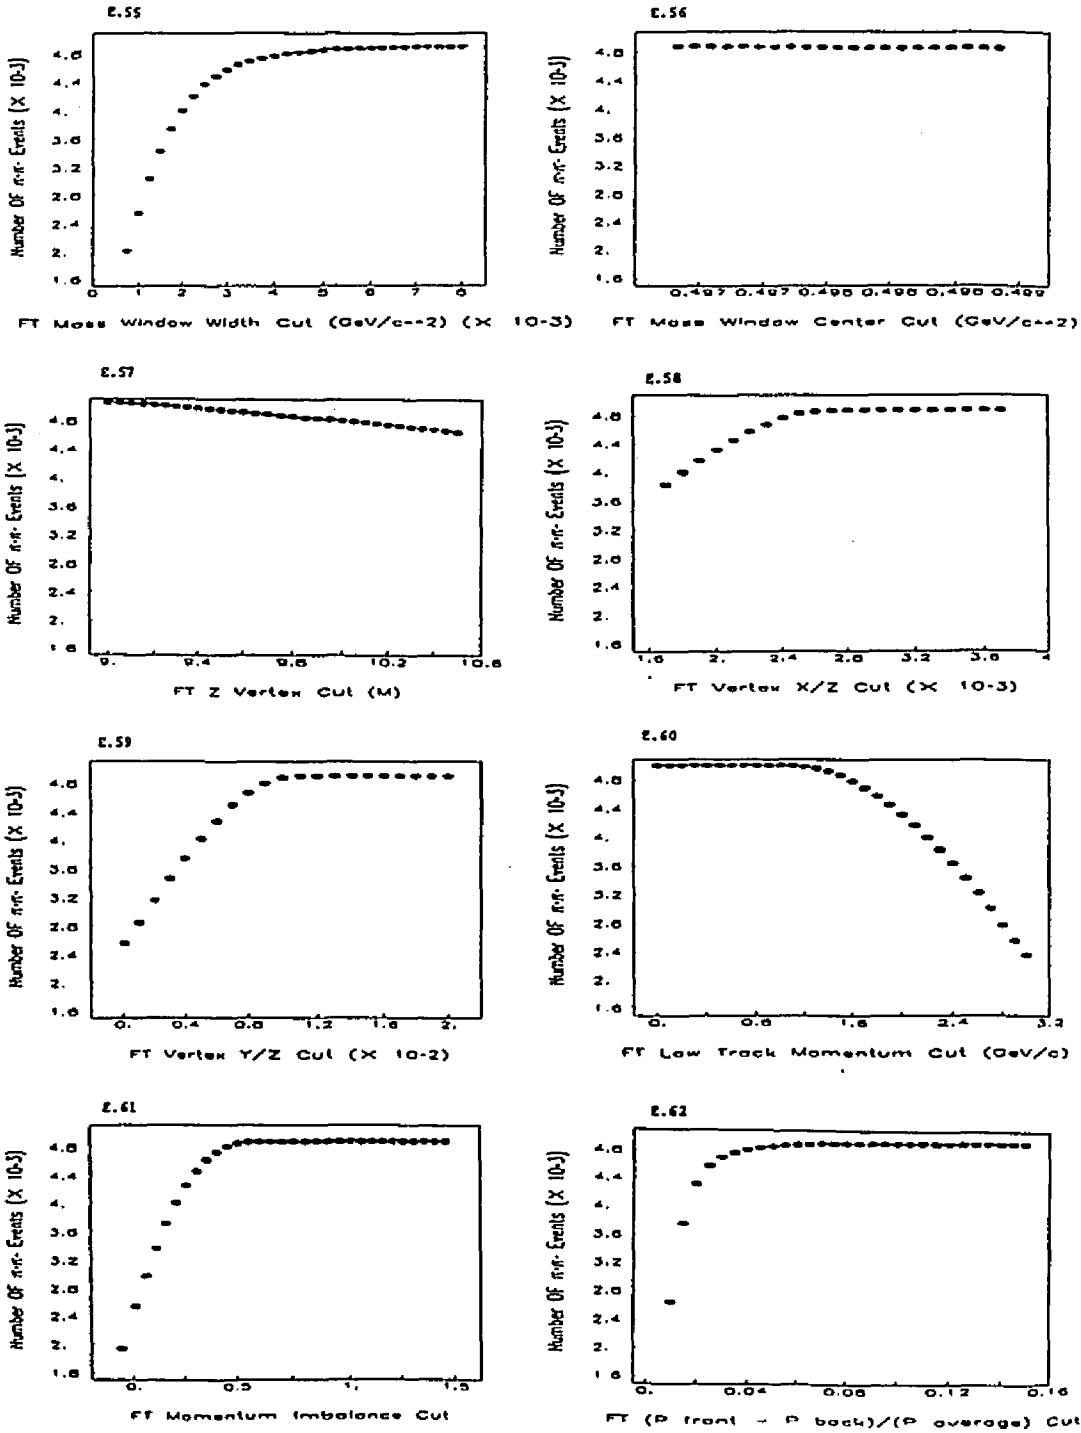 E.55
Number OF π+π- Events (X 10-3)
4.8
4.4
4.
3.6
3.2
2.8
2.4
2.
1.6
0 1 2 3 4 5 6 7 8
FT Mass Window Width Cut (GeV/c**2) (X 10-3)
E.56
Number OF π+π- Events (X 10-3)
4.8
4.4
4.
3.6
3.2
2.8
2.4
2.
1.6
0.497 0.497 0.498 0.498 0.498 0.499
FT Mass Window Center Cut (GeV/c**2)
E.57
Number OF π+π- Events (X 10-3)
4.8
4.4
4.
3.6
3.2
2.8
2.4
2.
1.6
9. 9.4 9.8 10.2 10.6
FT Z Vertex Cut (M)
E.58
Number OF π+π- Events (X 10-3)
4.8
4.4
4.
3.6
3.2
2.8
2.4
2.
1.6
1.6 2. 2.4 2.8 3.2 3.6 4
FT Vertex X/Z Cut (X 10-3)
E.59
Number OF π+π- Events (X 10-3)
4.8
4.4
4.
3.6
3.2
2.8
2.4
2.
1.6
0. 0.4 0.8 1.2 1.6 2.
FT Vertex Y/Z Cut (X 10-2)
E.60
Number OF π+π- Events (X 10-3)
4.8
4.4
4.
3.6
3.2
2.8
2.4
2.
1.6
0. 0.8 1.6 2.4 3.2
FT Low Track Momentum Cut (GeV/c)
E.61
Number OF π+π- Events (X 10-3)
4.8
4.4
4.
3.6
3.2
2.8
2.4
2.
1.6
0. 0.5 1. 1.5
FT Momentum Imbalance Cut
E.62
Number OF π+π- Events (X 10-3)
4.8
4.4
4.
3.6
3.2
2.8
2.4
2.
1.6
0. 0.04 0.08 0.12 0.16
FT (P front - P back)/(P average) Cut